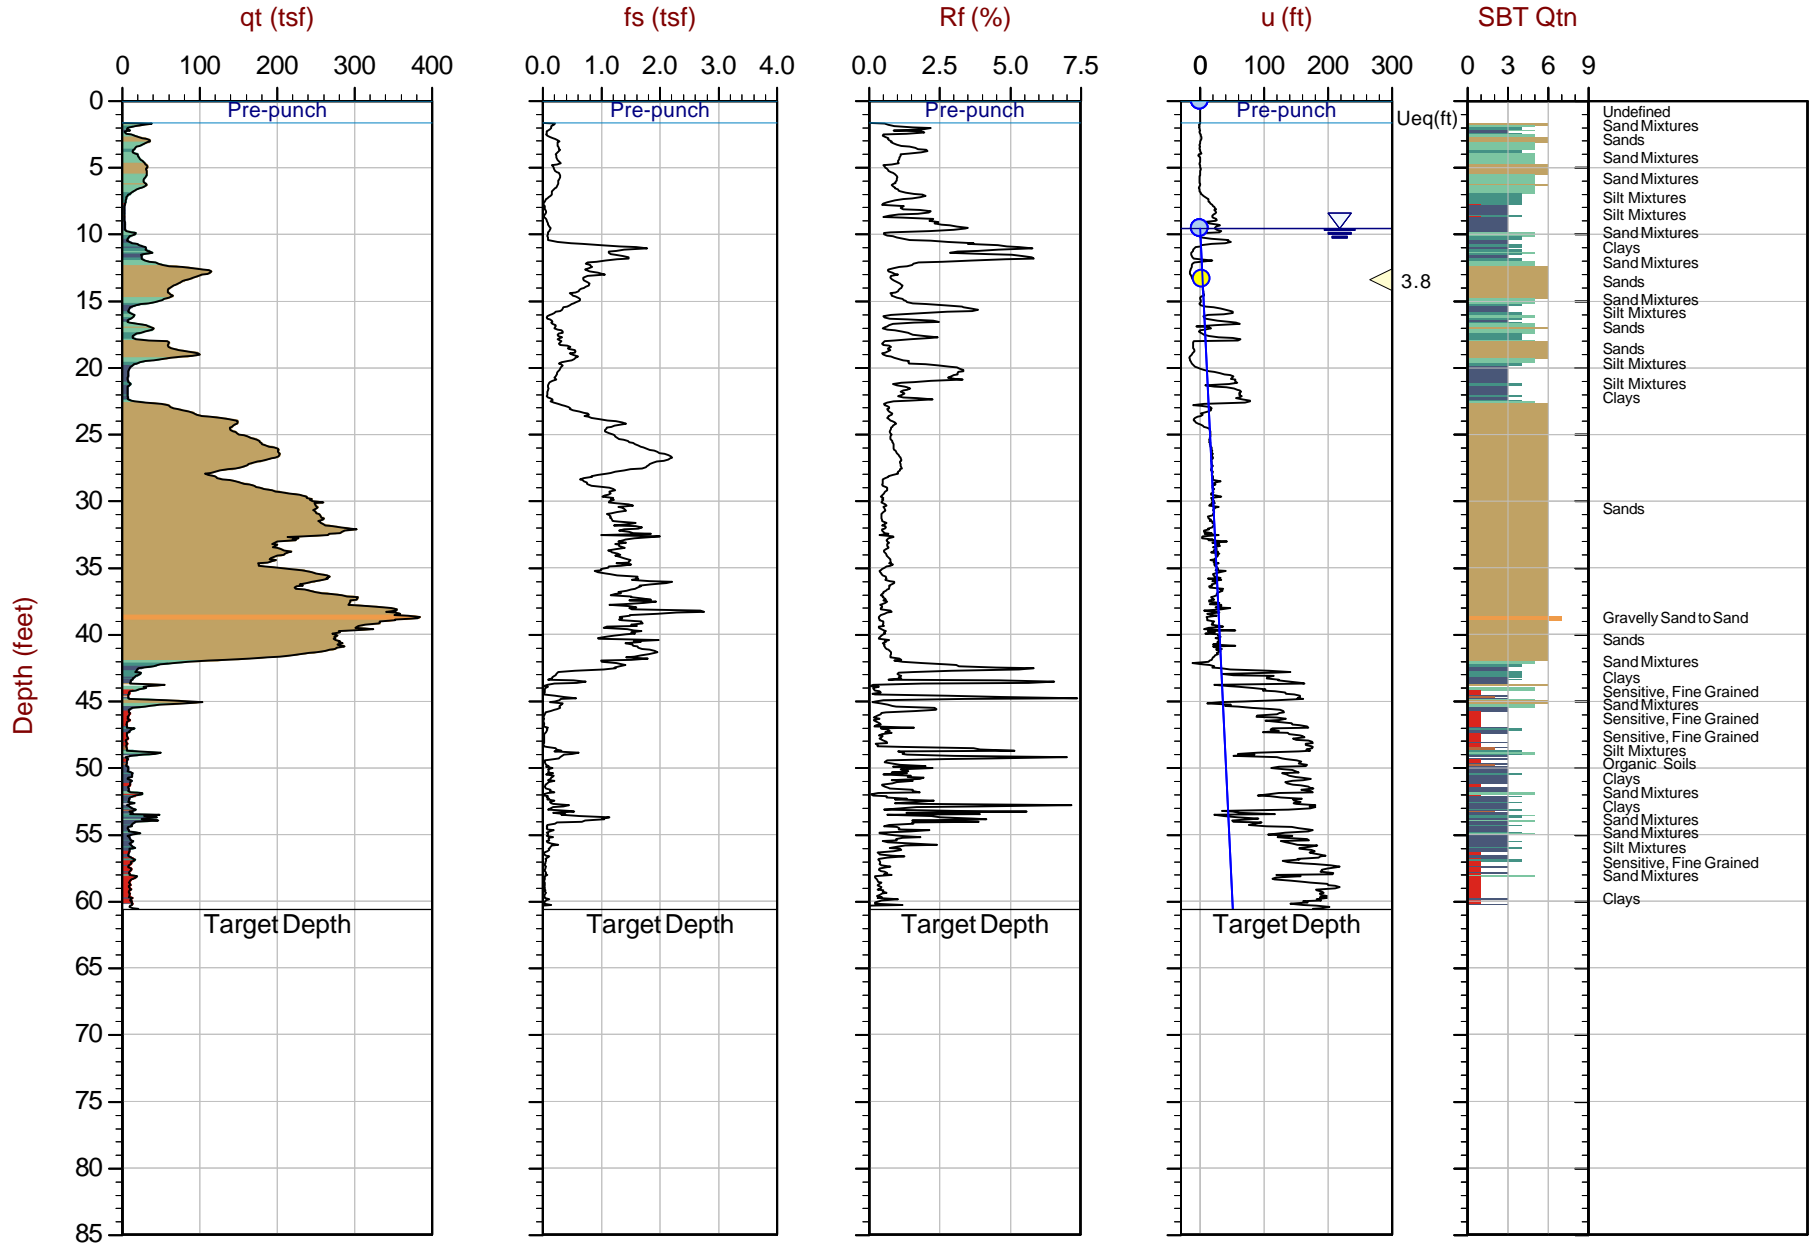 qt (tsf) fs (tsf) Rf (%) u (ft) SBT Qtn
0 100 200 300 400 0.0 1.0 2.0 3.0 4.0 0.0 2.5 5.0 7.5 0 100 200 300 0 3 6 9
0
Pre-punch Pre-punch Pre-punch Pre-punch
Undefined
Ueq(ft)
Sand Mixtures
Sands
Sand Mixtures
5
Sand Mixtures
Silt Mixtures
Silt Mixtures
Sand Mixtures
10
Clays
Sand Mixtures
3.8
Sands
Sand Mixtures
15
Silt Mixtures
Sands
Sands
Silt Mixtures
20
Silt Mixtures
Clays
25
30
Sands
35
Gravelly Sand to Sand
40
Sands
Sand Mixtures
Clays
Sensitive, Fine Grained
45
Sand Mixtures
Sensitive, Fine Grained
Sensitive, Fine Grained
Silt Mixtures
50
Organic Soils
Clays
Sand Mixtures
Clays
Sand Mixtures
55
Sand Mixtures
Silt Mixtures
Sensitive, Fine Grained
Sand Mixtures
60
Clays
Target Depth Target Depth Target Depth Target Depth
65
70
75
80
85
Depth (feet)